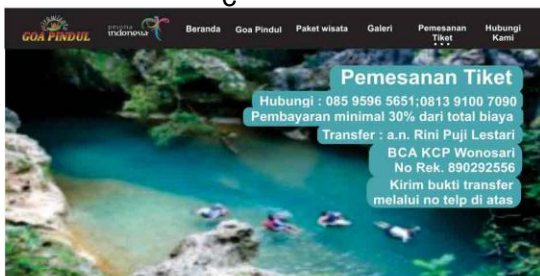 GOA PINDUL
pesona
indonesia
Beranda
Goa Pindul
Paket wisata
Galeri
Pemesanan
Tiket
Hubungi
Kami
Pemesanan Tiket
Hubungi : 085 9596 5651;0813 9100 7090
Pembayaran minimal 30% dari total biaya
Transfer : a.n. Rini Puji Lestari
BCA KCP Wonosari
No Rek. 890292556
Kirim bukti transfer
melalui no telp di atas